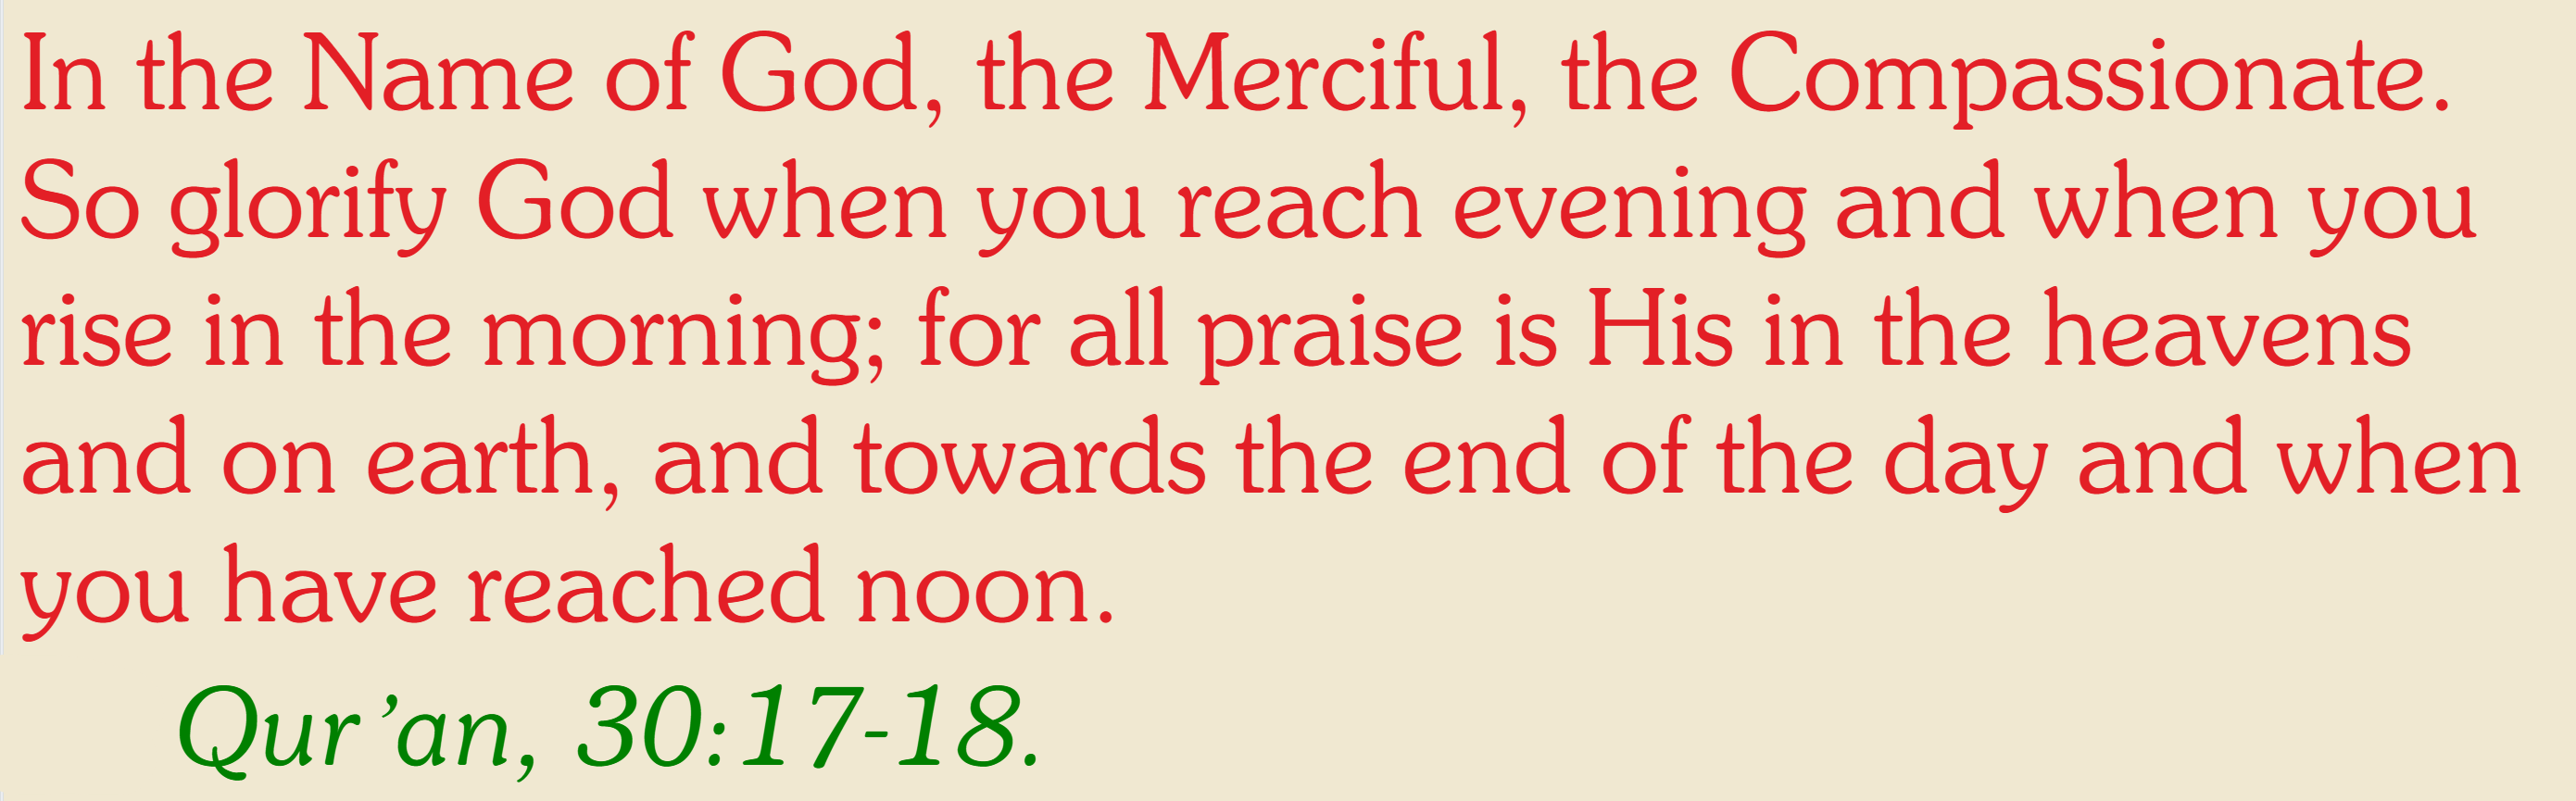 In the Name of God, the Merciful, the Compassionate.
So glorify God when you reach evening and when you
rise in the morning; for all praise is His in the heavens
and on earth, and towards the end of the day and when
you have reached noon.
Qur’an, 30:17-18.